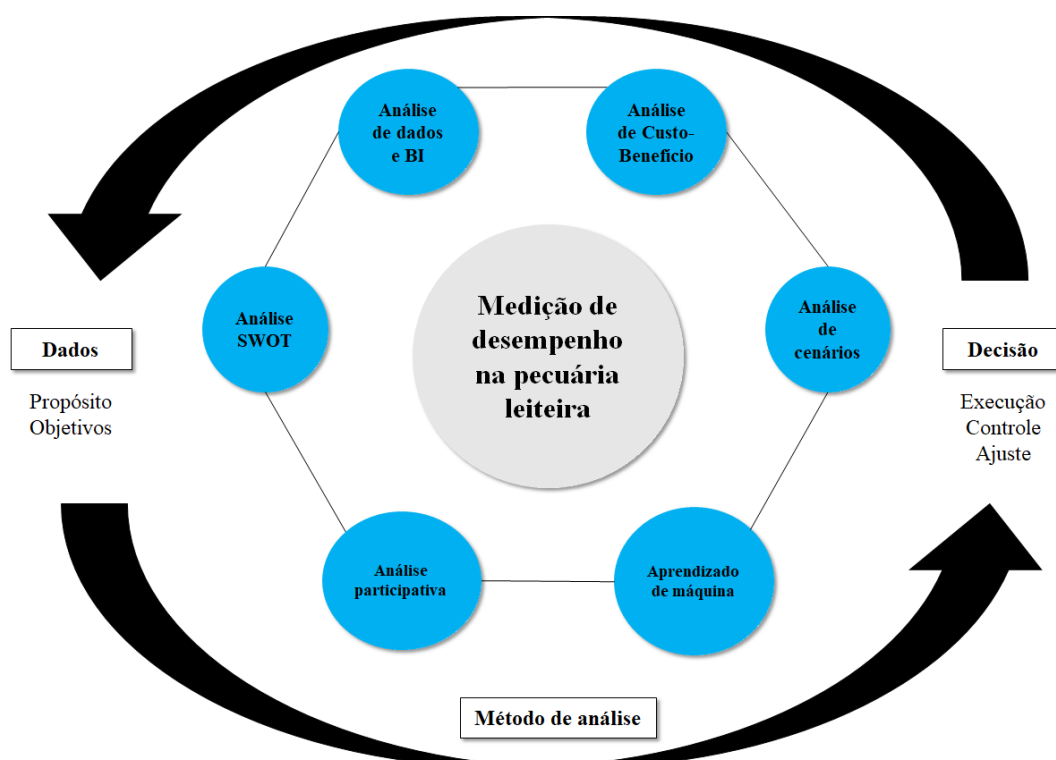 Análise
de dados
e BI
Análise
de Custo-
Benefício
Análise
SWOT
Medição de
desempenho
na pecuária
leiteira
Análise
de
cenários
Dados
Propósito
Objetivos
Decisão
Execução
Controle
Ajuste
Análise
participativa
Aprendizado
de máquina
Método de análise